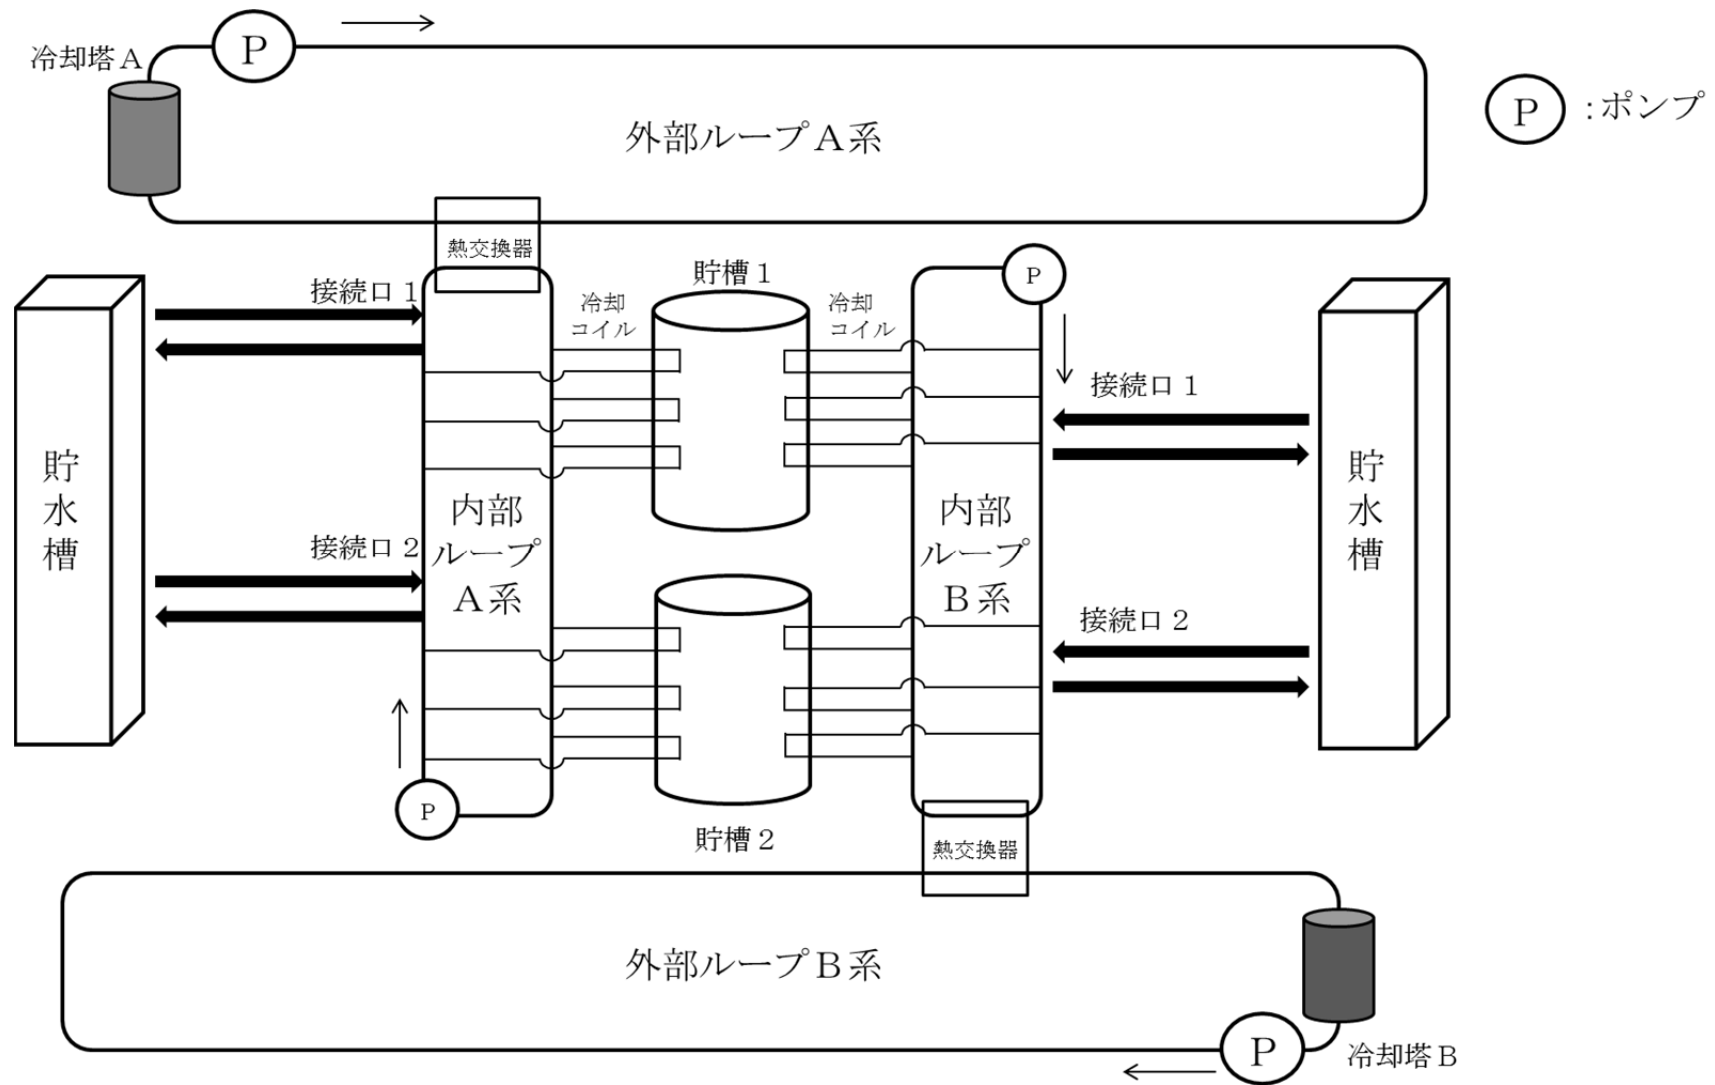 P
冷却塔A
P
:ポンプ
外部ループA系
熱交換器
接続口1
冷却
コイル
貯槽1
冷却
コイル
P
接続口1
貯
水
槽
内部
ループ
A系
内部
ループ
B系
貯
水
槽
接続口2
接続口2
P
貯槽2
熱交換器
外部ループB系
P
冷却塔B